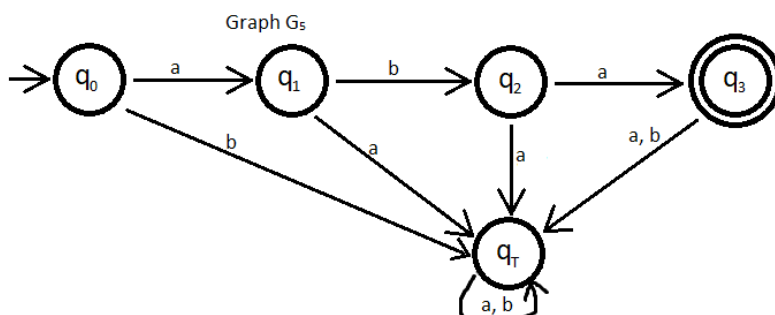 Graph G₅
q₀ a q₁ b q₂ a q₃
b a a a, b
q_T
a, b